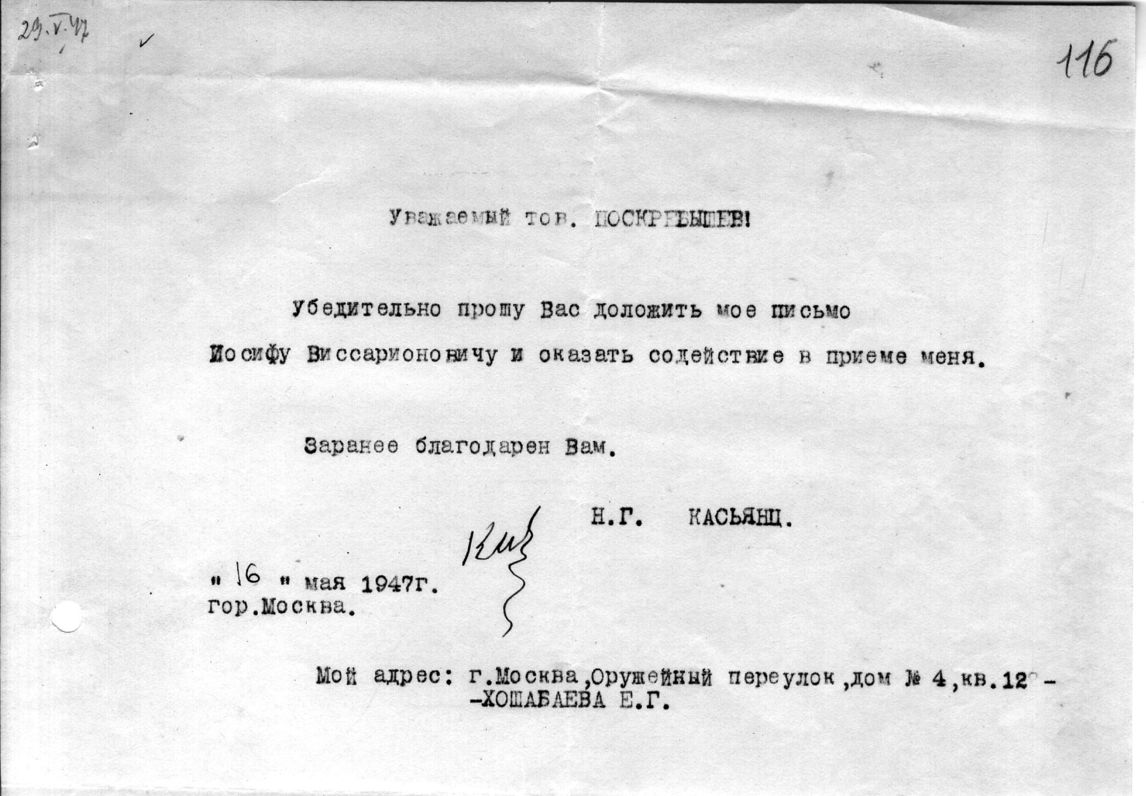 29.V.47
116
Уважаемый тов. ПОСКРЕБЫШЕВ!
Убедительно прошу Вас доложить мое письмо
Иосифу Виссарионовичу и оказать содействие в приеме меня.
Заранее благодарен Вам.
Н.Г. КАСЬЯНЦ.
" 16 " мая 1947г.
гор.Москва.
Мой адрес: г.Москва,Оружейный переулок,дом № 4,кв.12 -
-ХОШАБАЕВА Е.Г.